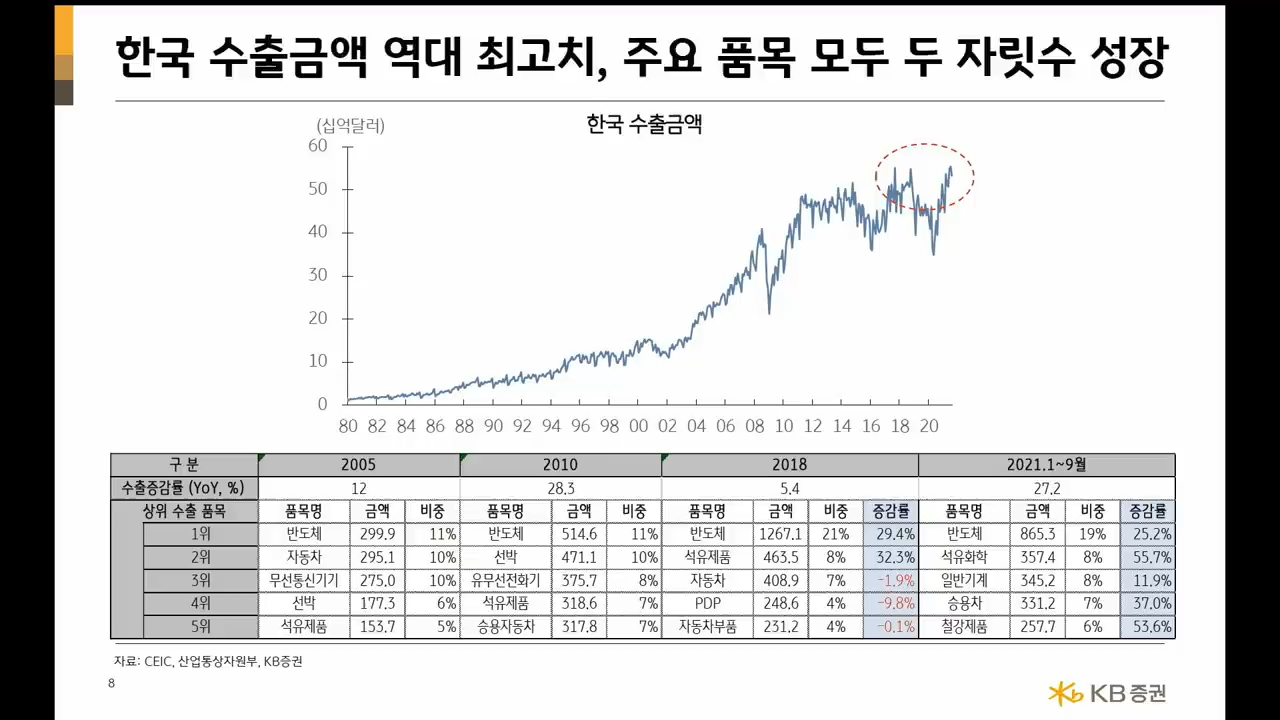 한국 수출금액 역대 최고치, 주요 품목 모두 두 자릿수 성장
한국 수출금액
(십억달러)
60
50
40
30
20
10
0
80 82 84 86 88 90 92 94 96 98 00 02 04 06 08 10 12 14 16 18 20
구 분 2005 2010 2018 2021.1~9월
수출증감률 (YoY, %) 12 28.3 5.4 27.2
상위 수출 품목 품목명 금액 비중 품목명 금액 비중 품목명 금액 비중 증감률 품목명 금액 비중 증감률
1위 반도체 299.9 11% 반도체 514.6 11% 반도체 1267.1 21% 29.4% 반도체 865.3 19% 25.2%
2위 자동차 295.1 10% 선박 471.1 10% 석유제품 463.5 8% 32.3% 석유화학 357.4 8% 55.7%
3위 무선통신기기 275.0 10% 유무선전화기 375.7 8% 자동차 408.9 7% -1.9% 일반기계 345.2 8% 11.9%
4위 선박 177.3 6% 석유제품 318.6 7% PDP 248.6 4% -9.8% 승용차 331.2 7% 37.0%
5위 석유제품 153.7 5% 승용자동차 317.8 7% 자동차부품 231.2 4% -0.1% 철강제품 257.7 6% 53.6%
자료: CEIC, 산업통상자원부, KB증권
8
KB증권